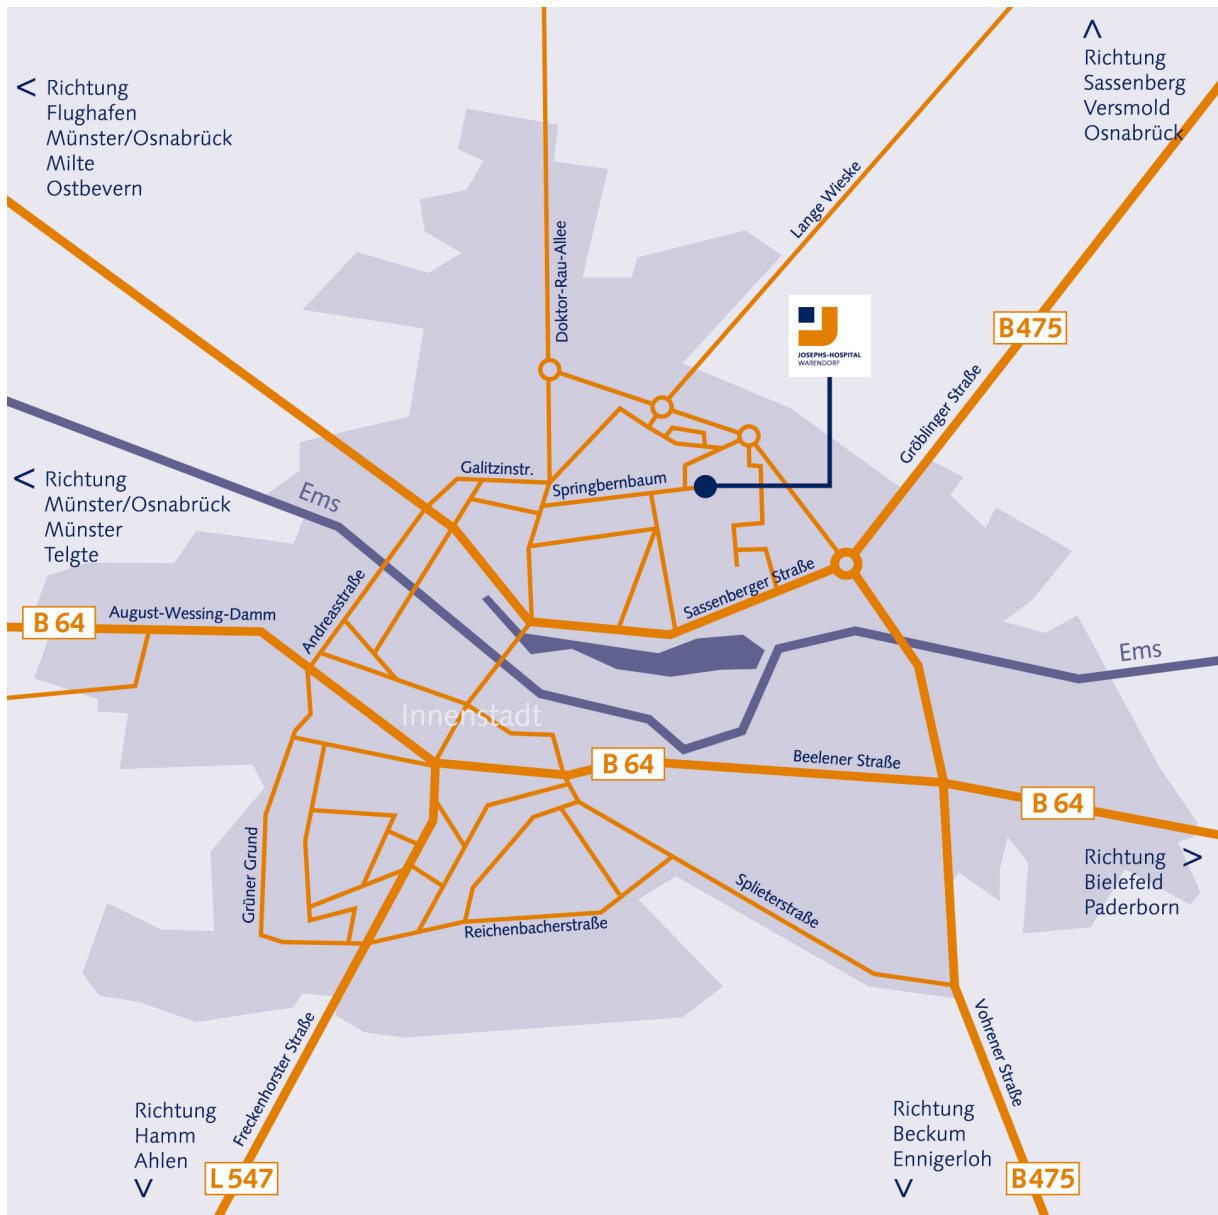 Richtung
Flughafen
Münster/Osnabrück
Milte
Ostbevern
Richtung
Sassenberg
Versmold
Osnabrück
Doktor-Rau-Allee
Lange Wieske
JOSEPHS-HOSPITAL
WARENDORF
B475
Gröblinger Straße
Galitzinstr.
Springbernbaum
Ems
Richtung
Münster/Osnabrück
Münster
Telgte
B 64
August-Wessing-Damm
Andreasstraße
Sassenberger Straße
Ems
Innenstadt
B 64
Beelener Straße
B 64
Richtung
Bielefeld
Paderborn
Grüner Grund
Splieterstraße
Reichenbacherstraße
Freckenhorster Straße
Vohrener Straße
Richtung
Hamm
Ahlen
L 547
Richtung
Beckum
Ennigerloh
B475